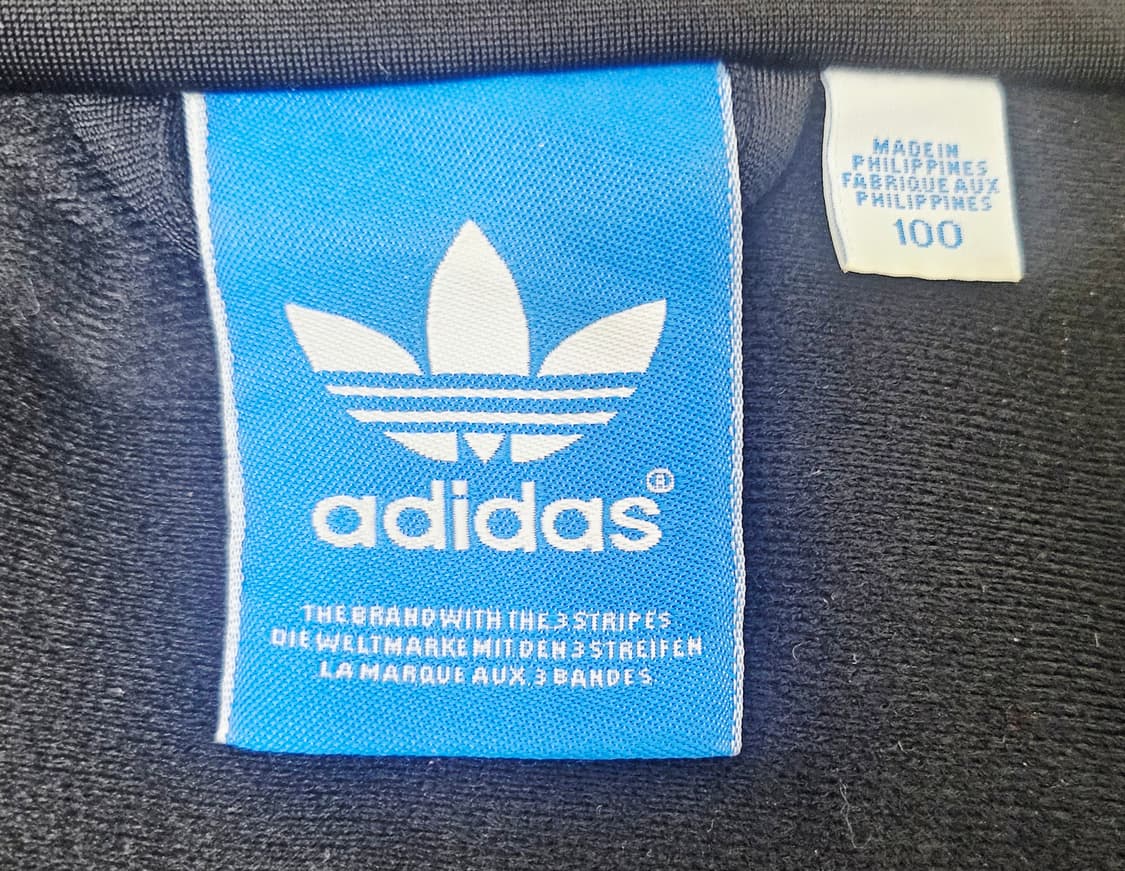 adidas®
THE BRAND WITH THE 3 STRIPES
DIE WELTMARKE MIT DEN 3 STREIFEN
LA MARQUE AUX 3 BANDES
MADE IN
PHILIPPINES
FABRIQUE AUX
PHILIPPINES
100